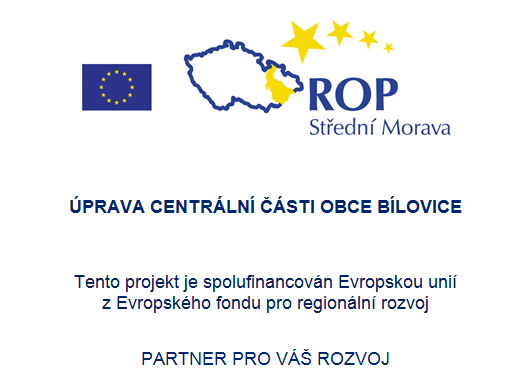 ROP
Střední Morava
ÚPRAVA CENTRÁLNÍ ČÁSTI OBCE BÍLOVICE
Tento projekt je spolufinancován Evropskou unií
z Evropského fondu pro regionální rozvoj
PARTNER PRO VÁŠ ROZVOJ